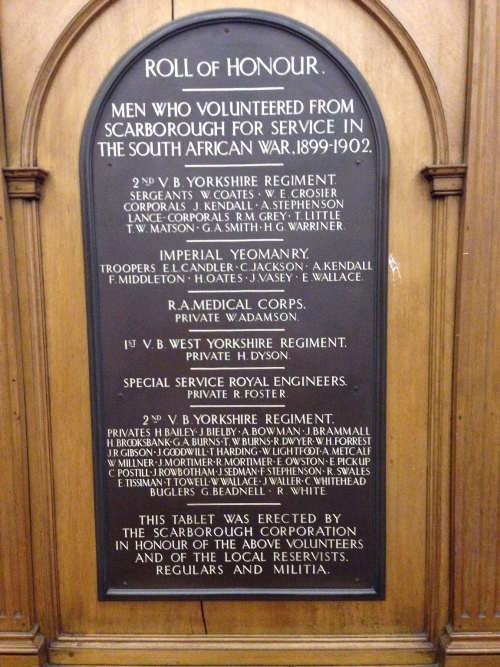 ROLL OF HONOUR.
MEN WHO VOLUNTEERED FROM
SCARBOROUGH FOR SERVICE IN
THE SOUTH AFRICAN WAR, 1899-1902.
2ND V.B. YORKSHIRE REGIMENT.
SERGEANTS W. COATES · W. E. CROSIER
CORPORALS J. KENDALL · A. STEPHENSON
LANCE-CORPORALS R.M. GREY · T. LITTLE
T. W. MATSON · G. A. SMITH · H. G. WARRINER.
IMPERIAL YEOMANRY.
TROOPERS E. L. CANDLER · C. JACKSON · A. KENDALL
F. MIDDLETON · H. OATES · J. VASEY · E. WALLACE.
R.A. MEDICAL CORPS.
PRIVATE W. ADAMSON.
1ST V.B. WEST YORKSHIRE REGIMENT.
PRIVATE H. DYSON.
SPECIAL SERVICE ROYAL ENGINEERS.
PRIVATE R. FOSTER.
2ND V.B. YORKSHIRE REGIMENT.
PRIVATES H. BAILEY · J. BIELBY · A. BOWMAN · J. BRAMMALL
H. BROOKSBANK · G. A. BURNS · T. W. BURNS · R. DWYER · W. H. FORREST
J. R. GIBSON · J. GOODWILL · T. HARDING · W. LIGHTFOOT · A. METCALF
W. MILLNER · J. MORTIMER · R. MORTIMER · E. OWSTON · E. PICKUP
C. POSTILL · J. ROWBOTHAM · J. SEDMAN · F. STEPHENSON · R. SWALES
E. TISSIMAN · T. TOWELL · W. WALLACE · J. WALLER · C. WHITEHEAD
BUGLERS G. BEADNELL · R. WHITE.
THIS TABLET WAS ERECTED BY
THE SCARBOROUGH CORPORATION
IN HONOUR OF THE ABOVE VOLUNTEERS
AND OF THE LOCAL RESERVISTS,
REGULARS AND MILITIA.